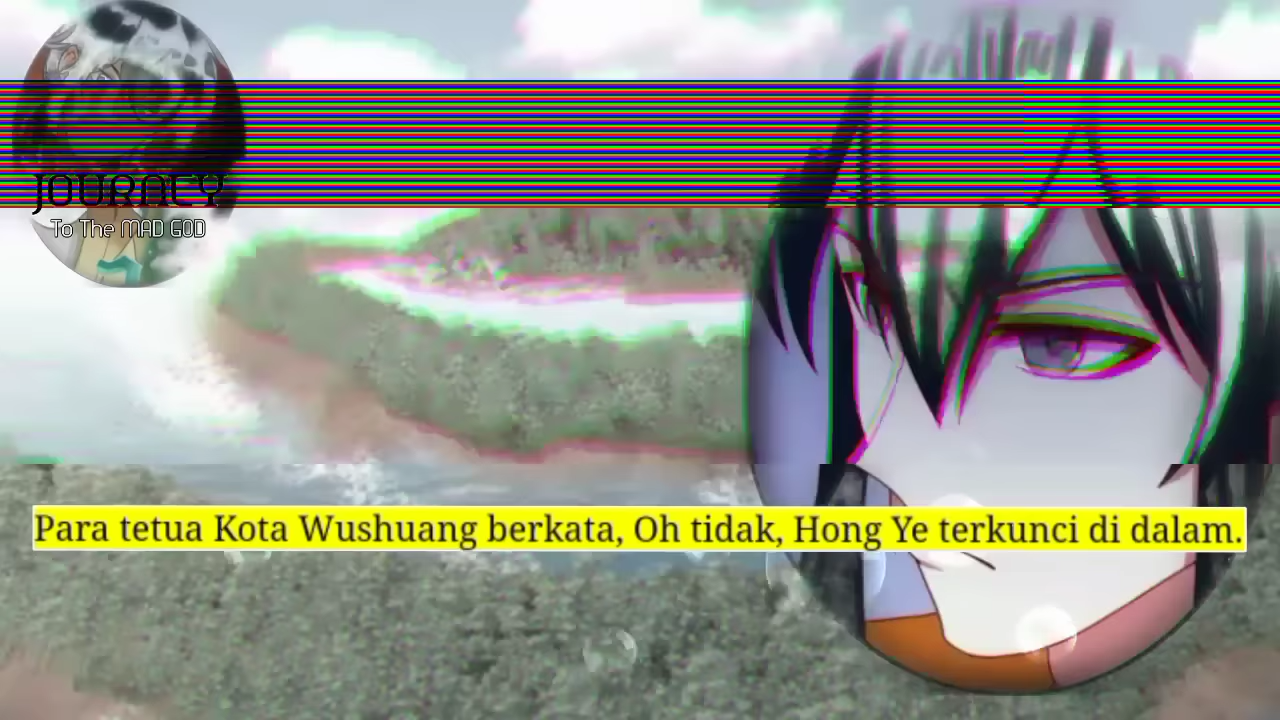 JOURNEY
To The MAD GOD
Para tetua Kota Wushuang berkata, Oh tidak, Hong Ye terkunci di dalam.